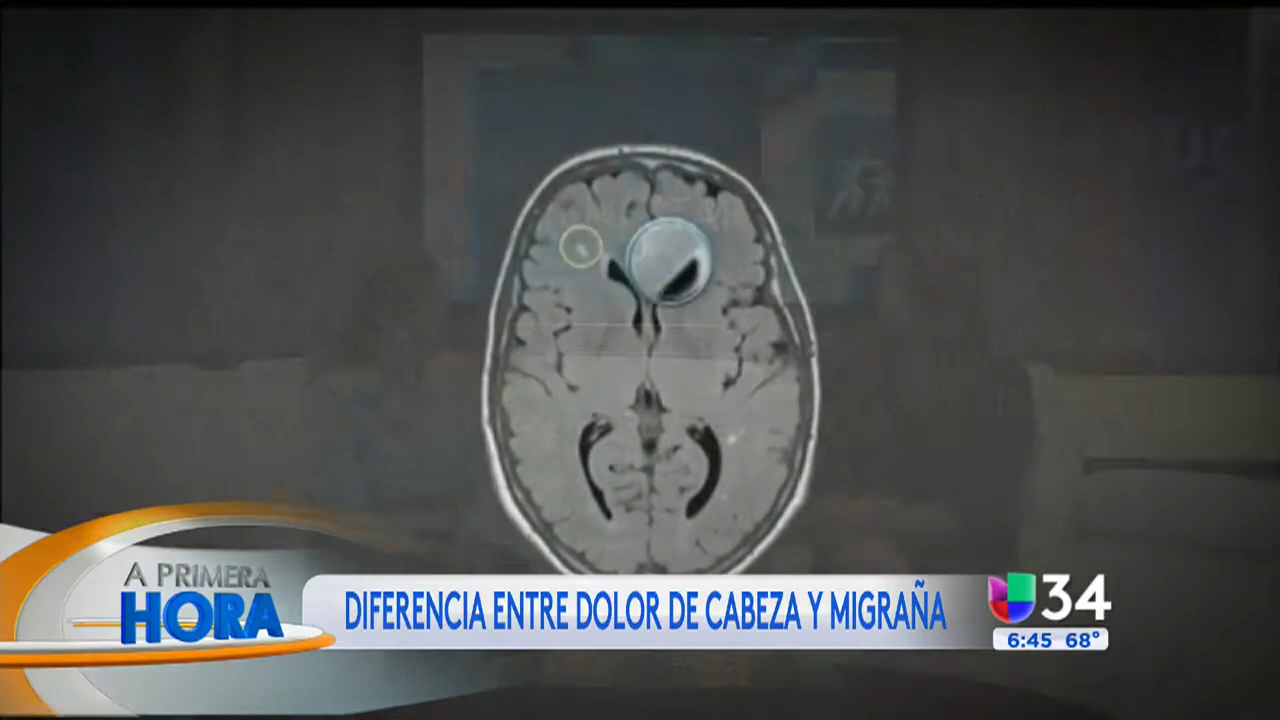 A PRIMERA
HORA
DIFERENCIA ENTRE DOLOR DE CABEZA Y MIGRAÑA
34
6:45 68°